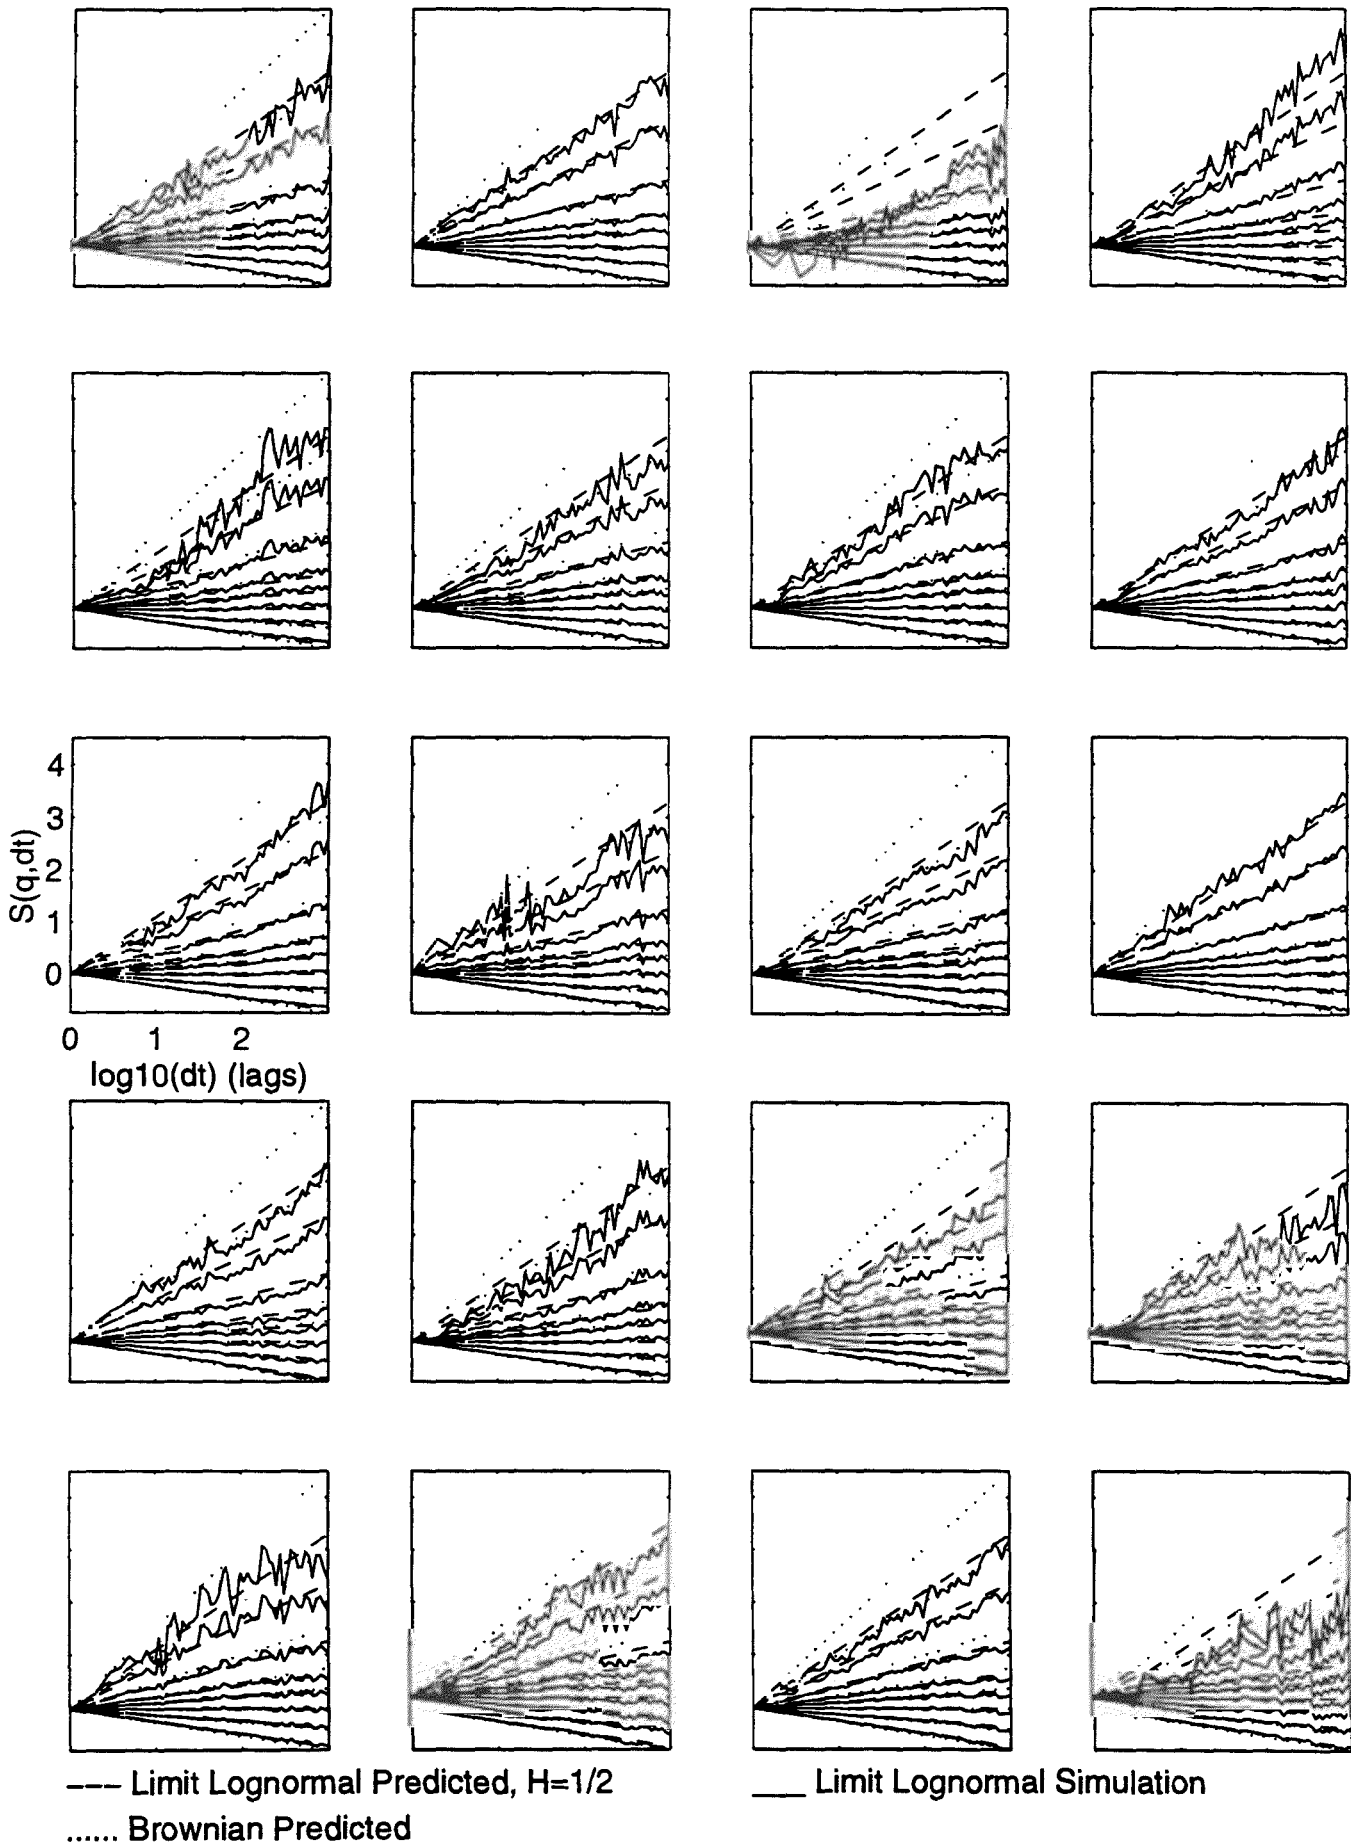 4
3
2
1
0
S(q,dt)
0 1 2
log10(dt) (lags)
--- Limit Lognormal Predicted, H=1/2
___ Limit Lognormal Simulation
...... Brownian Predicted